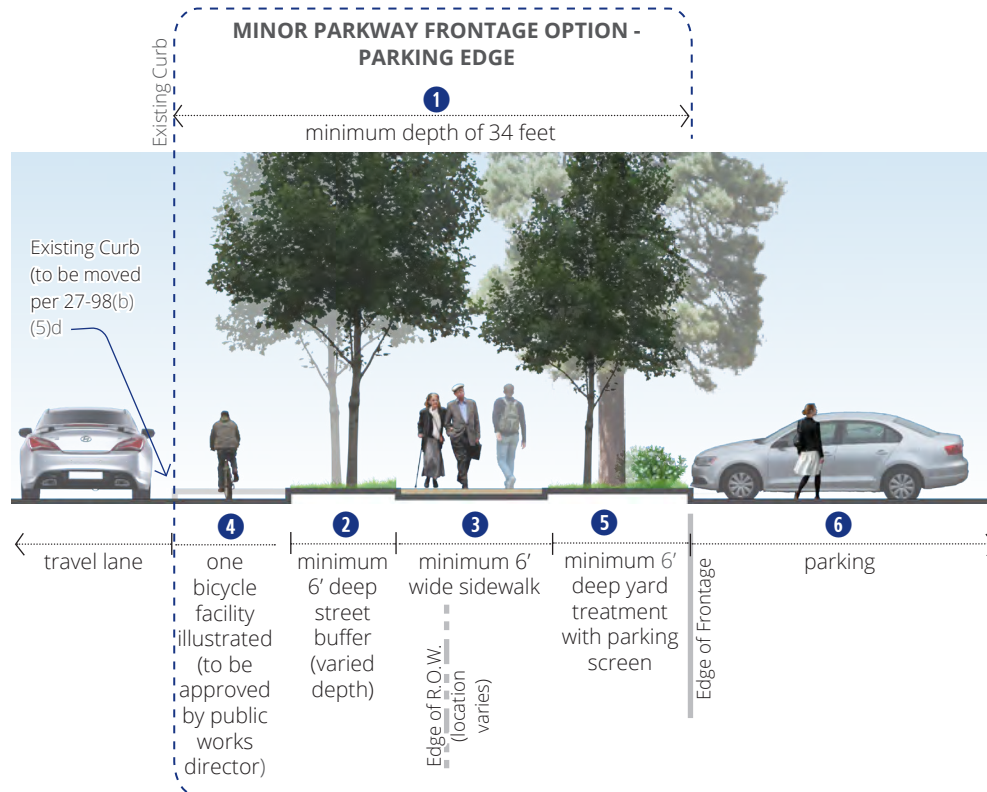 MINOR PARKWAY FRONTAGE OPTION -
PARKING EDGE
Existing Curb
1
minimum depth of 34 feet
Existing Curb
(to be moved
per 27-98(b)
(5)d
4
2
3
5
6
travel lane
one
bicycle
facility
illustrated
(to be
approved
by public
works
director)
minimum
6’ deep
street
buffer
(varied
depth)
minimum 6’
wide sidewalk
Edge of R.O.W.
(location
varies)
minimum 6’
deep yard
treatment
with parking
screen
Edge of Frontage
parking